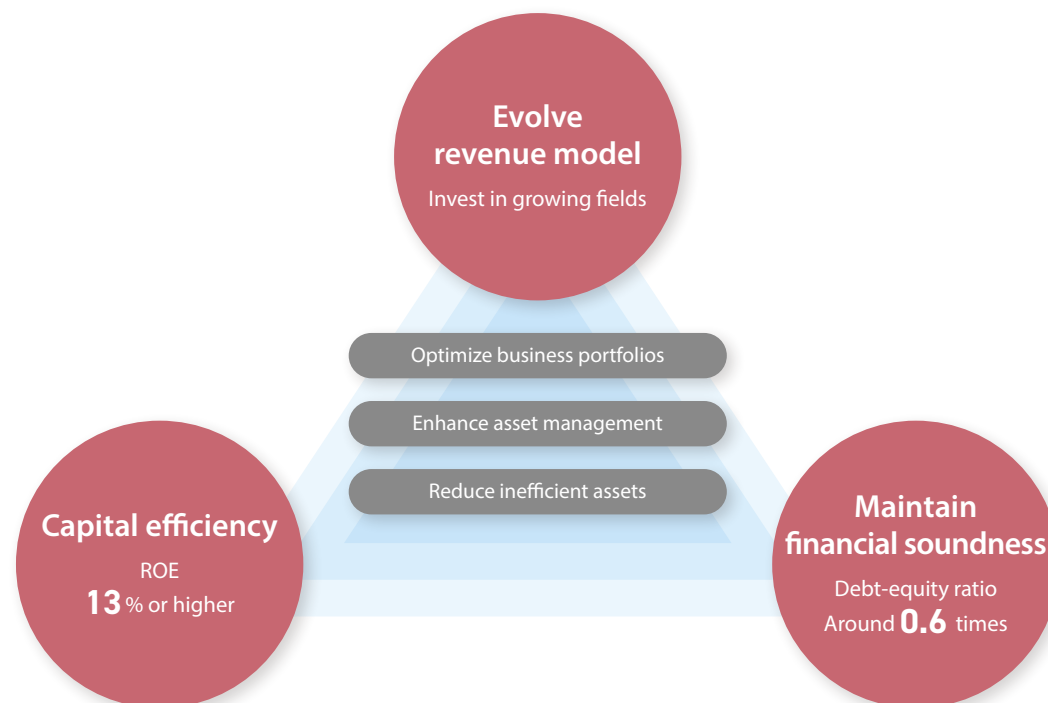 Evolve
revenue model
Invest in growing fields
Optimize business portfolios
Enhance asset management
Reduce inefficient assets
Capital efficiency
ROE
13 % or higher
Maintain
financial soundness
Debt-equity ratio
Around 0.6 times